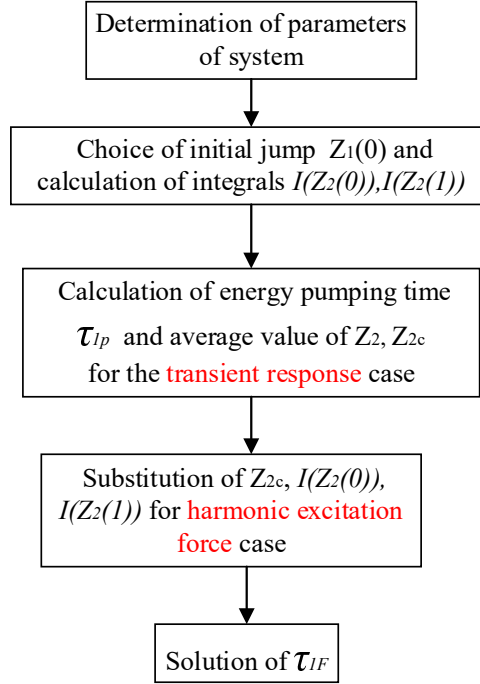 Determination of parameters
of system
Choice of initial jump Z₁(0) and
calculation of integrals I(Z₂(0)),I(Z₂(1))
Calculation of energy pumping time
τ₁ₚ and average value of Z₂, Z₂c
for the transient response case
Substitution of Z₂c, I(Z₂(0)),
I(Z₂(1)) for harmonic excitation
force case
Solution of τ₁F